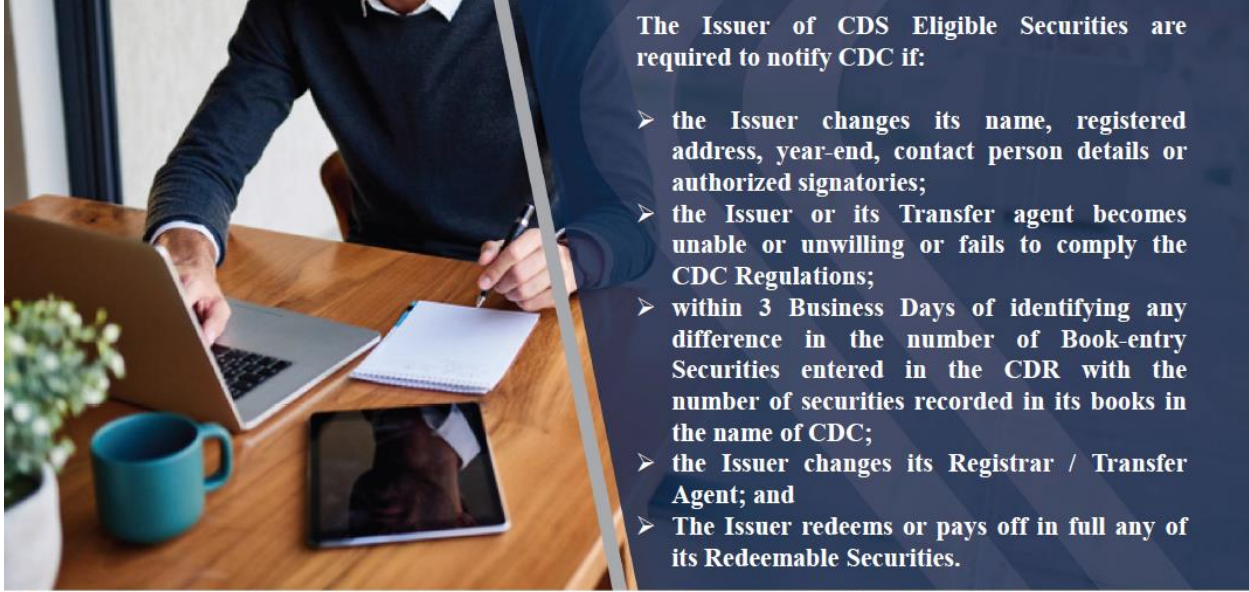 The Issuer of CDS Eligible Securities are
required to notify CDC if:
➢ the Issuer changes its name, registered
address, year-end, contact person details or
authorized signatories;
➢ the Issuer or its Transfer agent becomes
unable or unwilling or fails to comply the
CDC Regulations;
➢ within 3 Business Days of identifying any
difference in the number of Book-entry
Securities entered in the CDR with the
number of securities recorded in its books in
the name of CDC;
➢ the Issuer changes its Registrar / Transfer
Agent; and
➢ The Issuer redeems or pays off in full any of
its Redeemable Securities.